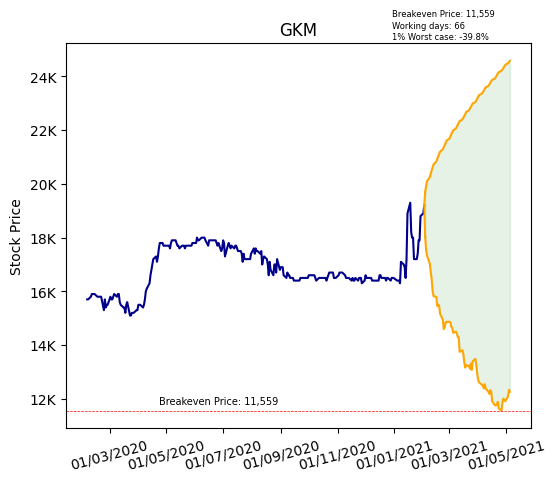 Breakeven Price: 11,559
Working days: 66
1% Worst case: -39.8%
GKM
Stock Price
24K
22K
20K
18K
16K
14K
12K
Breakeven Price: 11,559
01/03/2020
01/05/2020
01/07/2020
01/09/2020
01/11/2020
01/01/2021
01/03/2021
01/05/2021